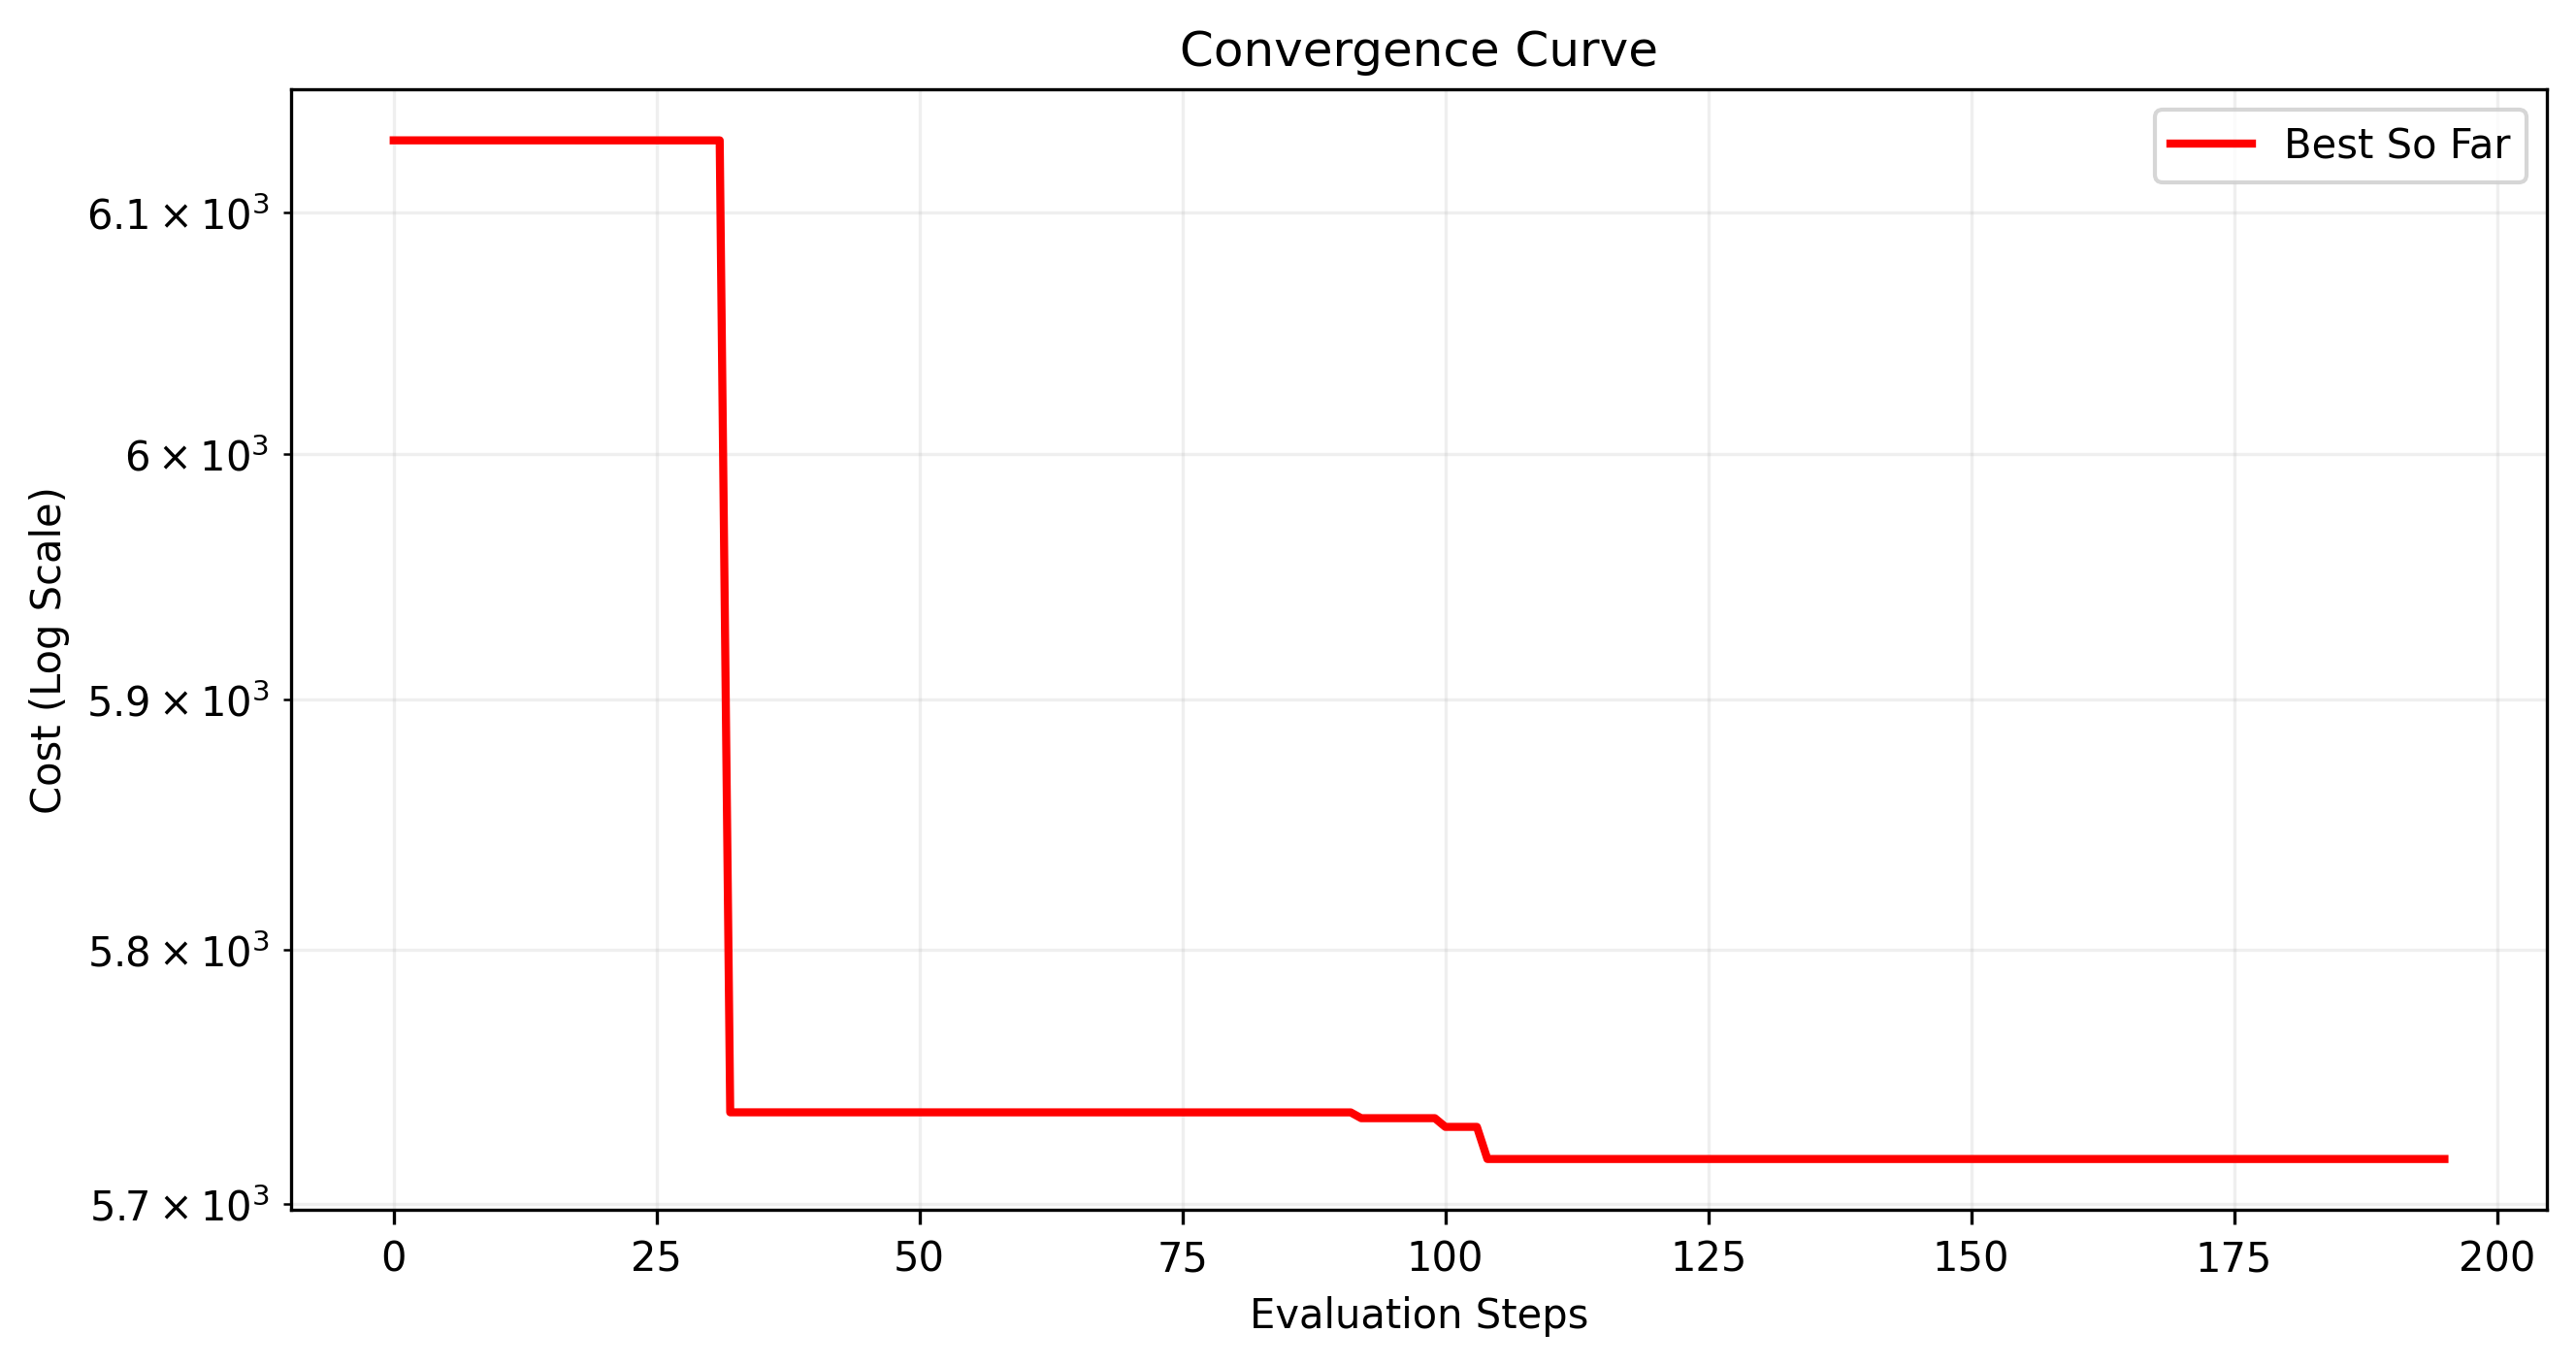 Convergence Curve
Best So Far
Cost (Log Scale)
6.1 × 10³
6 × 10³
5.9 × 10³
5.8 × 10³
5.7 × 10³
0 25 50 75 100 125 150 175 200
Evaluation Steps